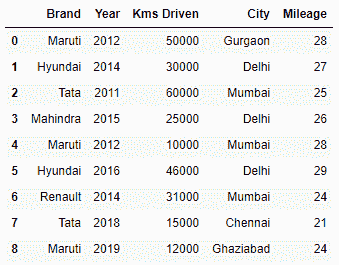 Brand Year Kms Driven City Mileage
0 Maruti 2012 50000 Gurgaon 28
1 Hyundai 2014 30000 Delhi 27
2 Tata 2011 60000 Mumbai 25
3 Mahindra 2015 25000 Delhi 26
4 Maruti 2012 10000 Mumbai 28
5 Hyundai 2016 46000 Delhi 29
6 Renault 2014 31000 Mumbai 24
7 Tata 2018 15000 Chennai 21
8 Maruti 2019 12000 Ghaziabad 24